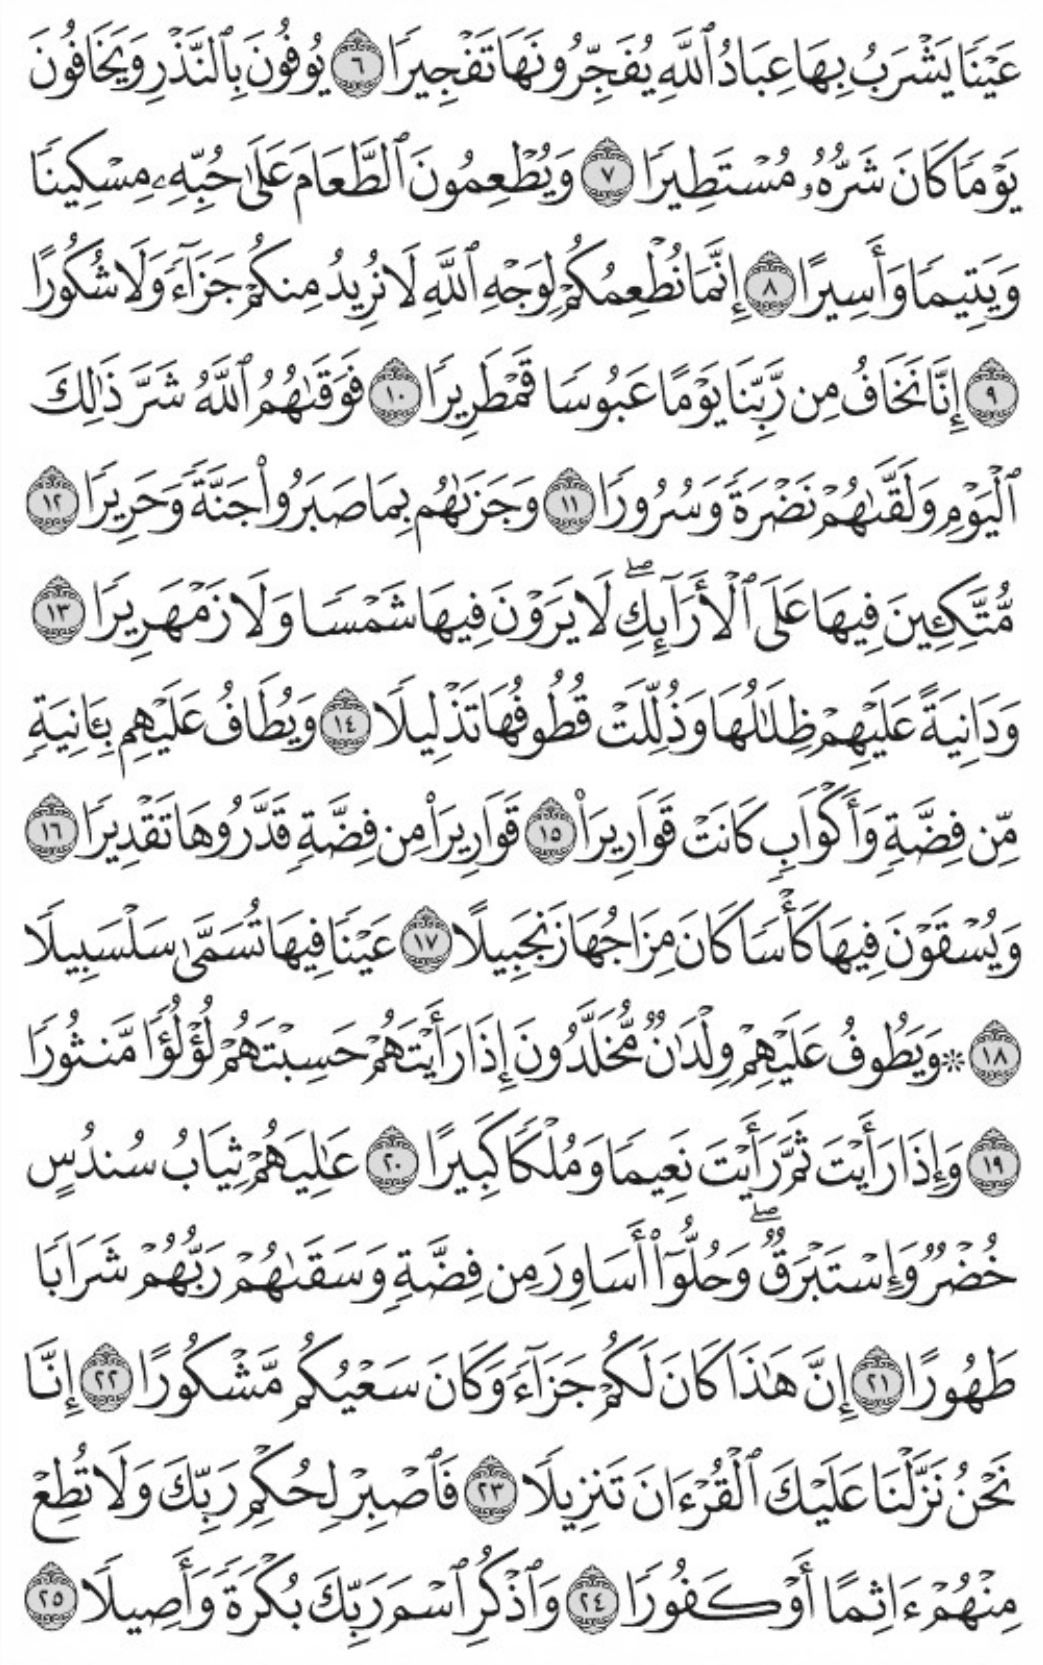 عَيْنٗا يَشْرَبُ بِهَا عِبَادُ ٱللَّهِ يُفَجِّرُونَهَا تَفْجِيرٗا ٦ يُوفُونَ بِٱلنَّذْرِ وَيَخَافُونَ
يَوْمٗا كَانَ شَرُّهُۥ مُسْتَطِيرٗا ٧ وَيُطْعِمُونَ ٱلطَّعَامَ عَلَىٰ حُبِّهِۦ مِسْكِينٗا
وَيَتِيمٗا وَأَسِيرًا ٨ إِنَّمَا نُطْعِمُكُمْ لِوَجْهِ ٱللَّهِ لَا نُرِيدُ مِنكُمْ جَزَآءٗ وَلَا شُكُورًا
٩ إِنَّا نَخَافُ مِن رَّبِّنَا يَوْمًا عَبُوسٗا قَمْطَرِيرٗا ١٠ فَوَقَىٰهُمُ ٱللَّهُ شَرَّ ذَٰلِكَ
ٱلْيَوْمِ وَلَقَّىٰهُمْ نَضْرَةٗ وَسُرُورٗا ١١ وَجَزَىٰهُم بِمَا صَبَرُواْ جَنَّةٗ وَحَرِيرٗا ١٢
مُّتَّكِـِٔينَ فِيهَا عَلَى ٱلْأَرَآئِكِۖ لَا يَرَوْنَ فِيهَا شَمْسٗا وَلَا زَمْهَرِيرٗا ١٣
وَدَانِيَةً عَلَيْهِمْ ظِلَٰلُهَا وَذُلِّلَتْ قُطُوفُهَا تَذْلِيلٗا ١٤ وَيُطَافُ عَلَيْهِم بِـَٔانِيَةٖ
مِّن فِضَّةٖ وَأَكْوَابٖ كَانَتْ قَوَارِيرَا۠ ١٥ قَوَارِيرَاْ مِن فِضَّةٖ قَدَّرُوهَا تَقْدِيرٗا ١٦
وَيُسْقَوْنَ فِيهَا كَأْسٗا كَانَ مِزَاجُهَا زَنجَبِيلًا ١٧ عَيْنٗا فِيهَا تُسَمَّىٰ سَلْسَبِيلٗا
١٨ ۞وَيَطُوفُ عَلَيْهِمْ وِلْدَٰنٞ مُّخَلَّدُونَ إِذَا رَأَيْتَهُمْ حَسِبْتَهُمْ لُؤْلُؤٗا مَّنثُورٗا
١٩ وَإِذَا رَأَيْتَ ثَمَّ رَأَيْتَ نَعِيمٗا وَمُلْكٗا كَبِيرًا ٢٠ عَٰلِيَهُمْ ثِيَابُ سُندُسٍ
خُضْرٞ وَإِسْتَبْرَقٞۖ وَحُلُّوٓاْ أَسَاوِرَ مِن فِضَّةٖ وَسَقَىٰهُمْ رَبُّهُمْ شَرَابٗا
طَهُورًا ٢١ إِنَّ هَٰذَا كَانَ لَكُمْ جَزَآءٗ وَكَانَ سَعْيُكُم مَّشْكُورًا ٢٢ إِنَّا
نَحْنُ نَزَّلْنَا عَلَيْكَ ٱلْقُرْءَانَ تَنزِيلٗا ٢٣ فَٱصْبِرْ لِحُكْمِ رَبِّكَ وَلَا تُطِعْ
مِنْهُمْ ءَاثِمًا أَوْ كَفُورٗا ٢٤ وَٱذْكُرِ ٱسْمَ رَبِّكَ بُكْرَةٗ وَأَصِيلٗا ٢٥